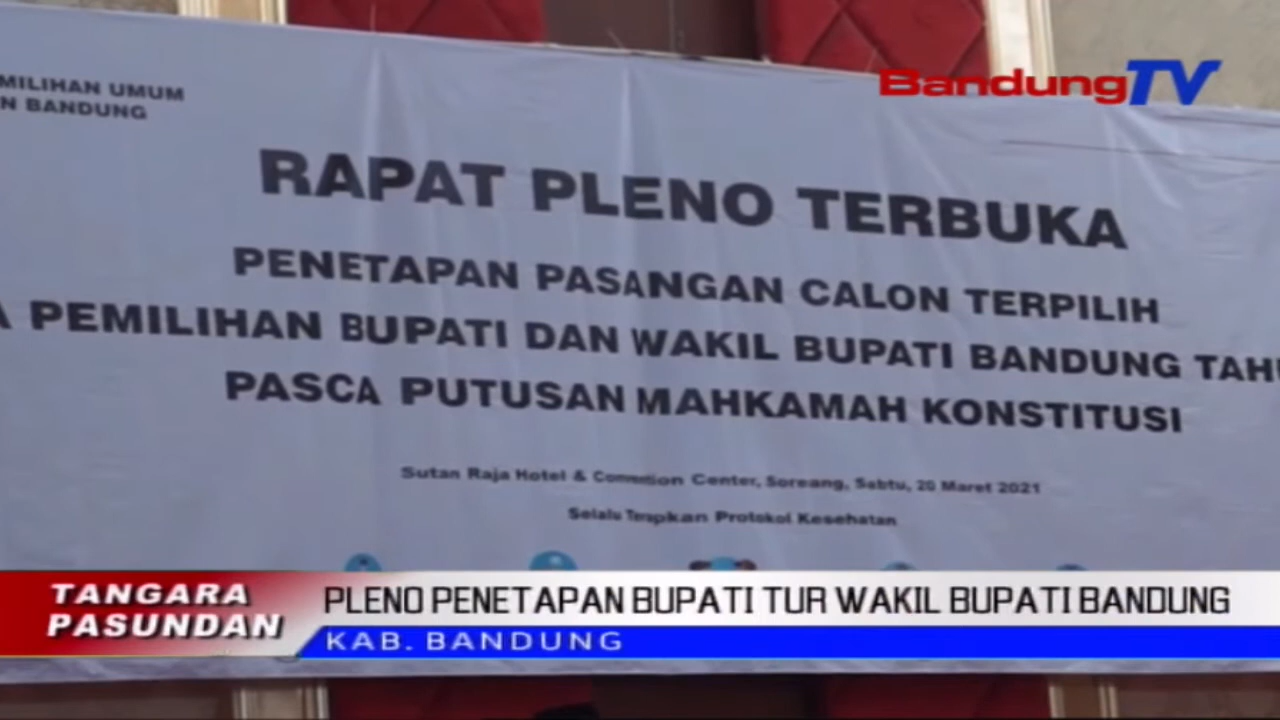 BandungTV
MILIHAN UMUM
N BANDUNG
RAPAT PLENO TERBUKA
PENETAPAN PASANGAN CALON TERPILIH
A PEMILIHAN BUPATI DAN WAKIL BUPATI BANDUNG TAHU
PASCA PUTUSAN MAHKAMAH KONSTITUSI
Sutan Raja Hotel & Convention Center, Soreang, Sabtu, 20 Maret 2021
Selalu Terapkan Protokol Kesehatan
TANGARA
PASUNDAN
PLENO PENETAPAN BUPATI TUR WAKIL BUPATI BANDUNG
KAB. BANDUNG